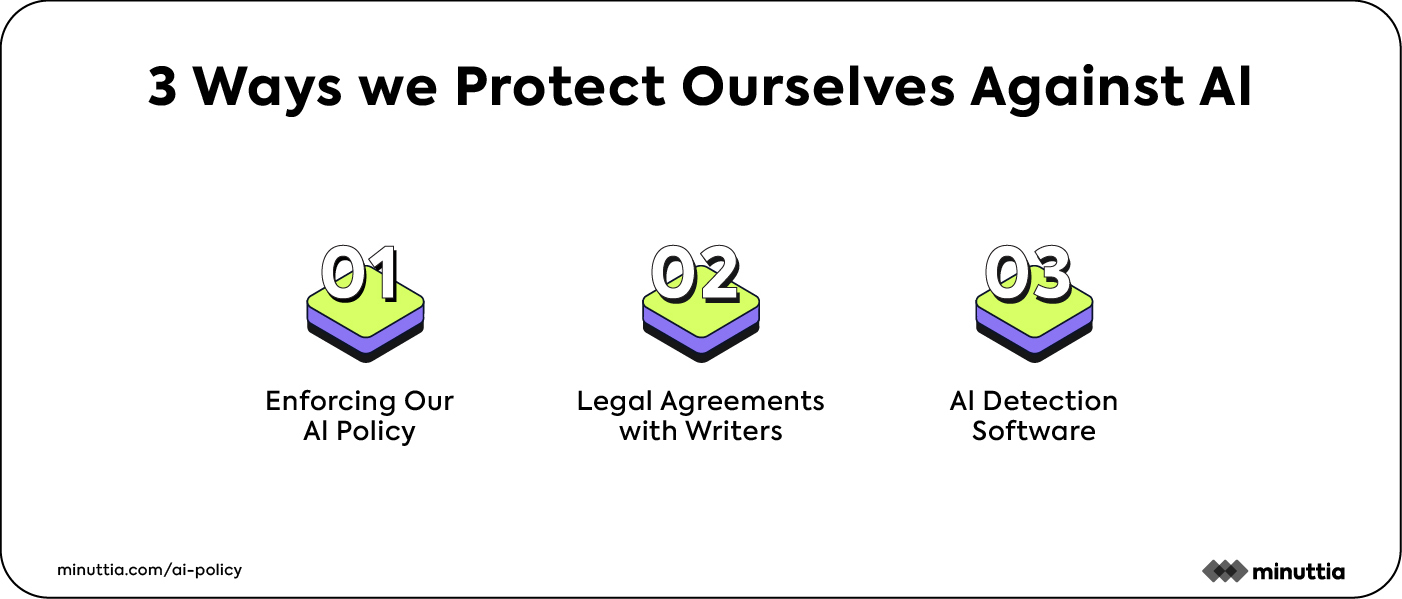 3 Ways we Protect Ourselves Against AI
01
Enforcing Our
AI Policy
02
Legal Agreements
with Writers
03
AI Detection
Software
minuttia.com/ai-policy
minuttia